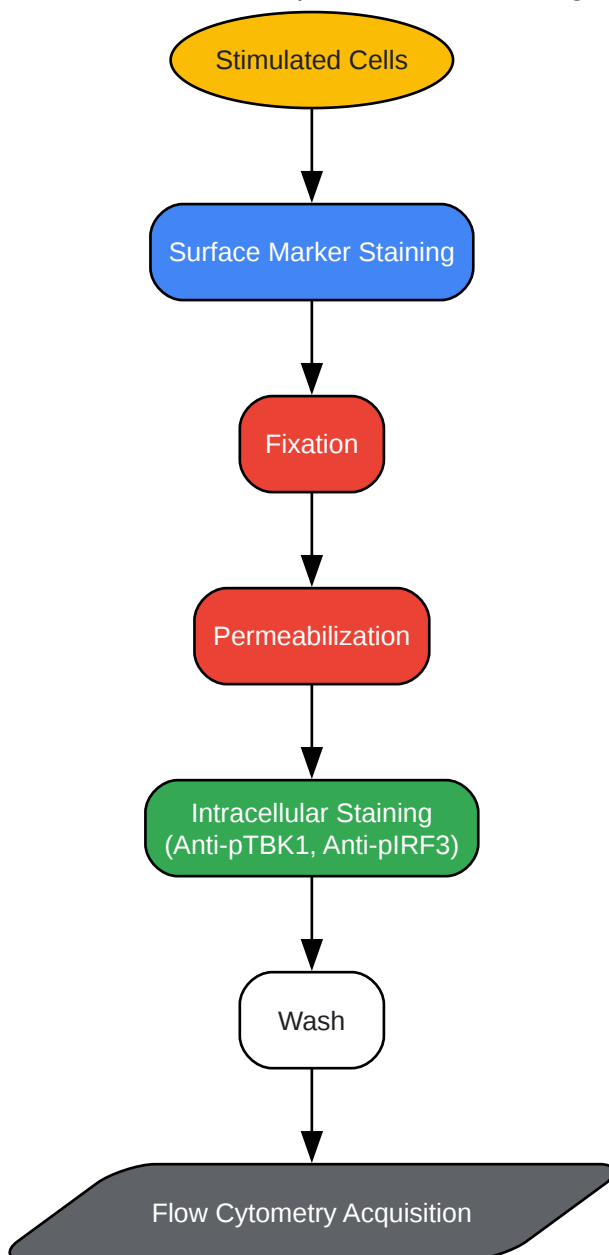 Stimulated Cells
Surface Marker Staining
Fixation
Permeabilization
Intracellular Staining
(Anti-pTBK1, Anti-pIRF3)
Wash
Flow Cytometry Acquisition